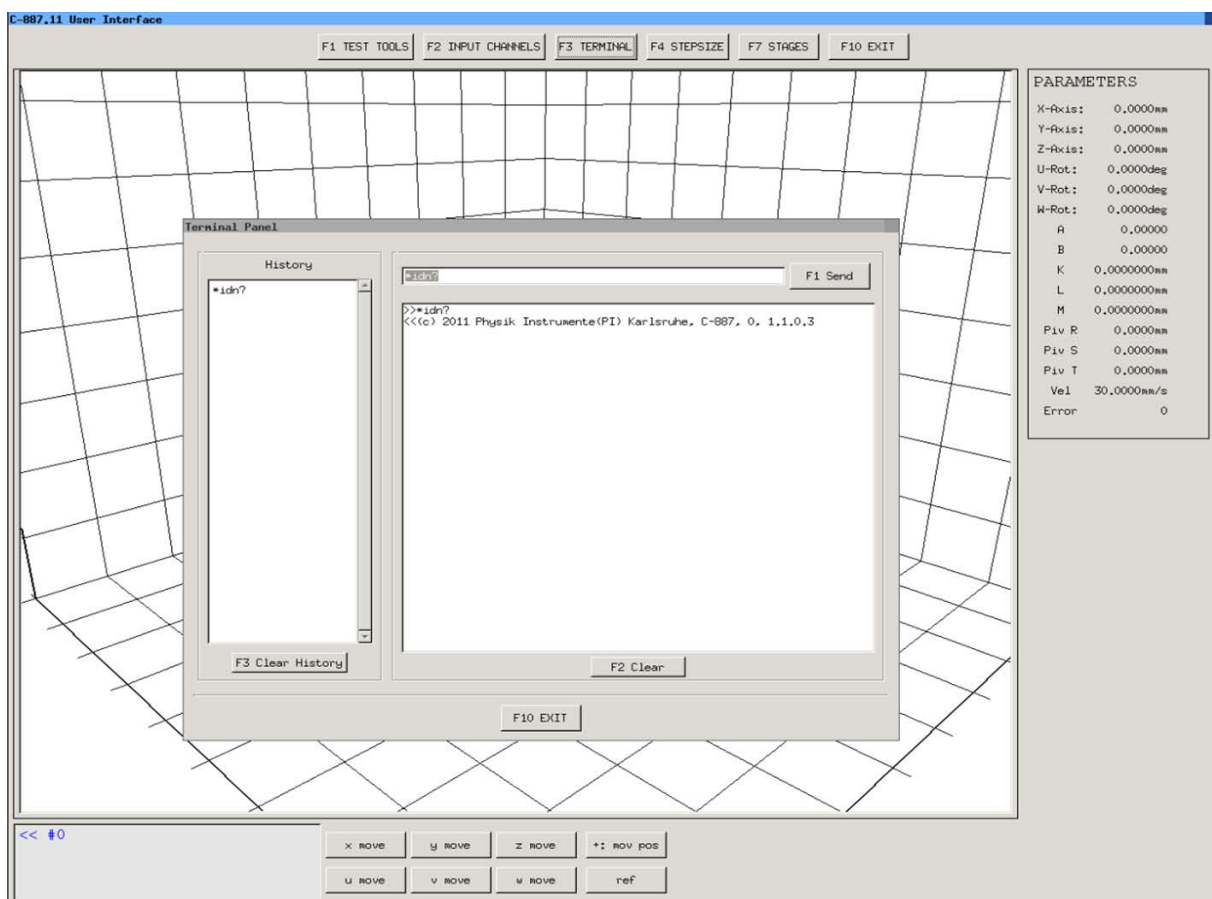 C-887.11 User Interface
F1 TEST TOOLS F2 INPUT CHANNELS F3 TERMINAL F4 STEPSIZE F7 STAGES F10 EXIT
PARAMETERS
X-Axis: 0.0000mm
Y-Axis: 0.0000mm
Z-Axis: 0.0000mm
U-Rot: 0.0000deg
V-Rot: 0.0000deg
W-Rot: 0.0000deg
A 0.00000
B 0.00000
K 0.0000000mm
L 0.0000000mm
M 0.0000000mm
Piv R 0.0000mm
Piv S 0.0000mm
Piv T 0.0000mm
Vel 30.0000mm/s
Error 0
Terminal Panel
History
*idn?
F3 Clear History
*idn?
F1 Send
>>*idn?
<<(c) 2011 Physik Instrumente(PI) Karlsruhe, C-887, 0, 1.1.0.3
F2 Clear
F10 EXIT
<< #0
x move y move z move +: mov pos
u move v move w move ref